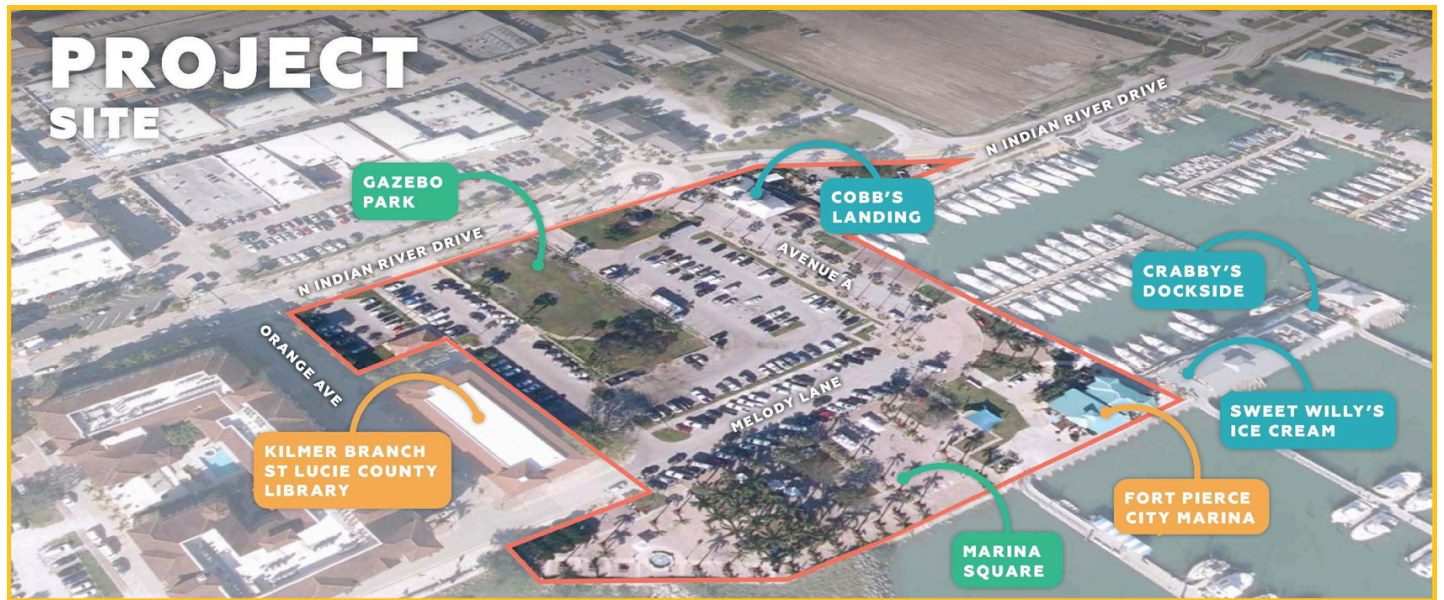 PROJECT
SITE
N INDIAN RIVER DRIVE
GAZEBO
PARK
COBB'S
LANDING
N INDIAN RIVER DRIVE
AVENUE A
CRABBY'S
DOCKSIDE
ORANGE AVE
MELODY LANE
SWEET WILLY'S
ICE CREAM
KILMER BRANCH
ST LUCIE COUNTY
LIBRARY
FORT PIERCE
CITY MARINA
MARINA
SQUARE